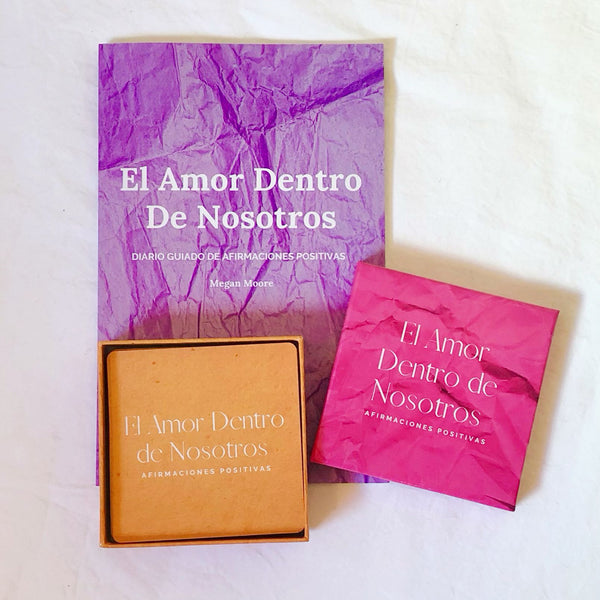 El Amor Dentro
De Nosotros
DIARIO GUIADO DE AFIRMACIONES POSITIVAS
Megan Moore
El Amor Dentro
de Nosotros
AFIRMACIONES POSITIVAS
El Amor
Dentro de
Nosotros
AFIRMACIONES POSITIVAS